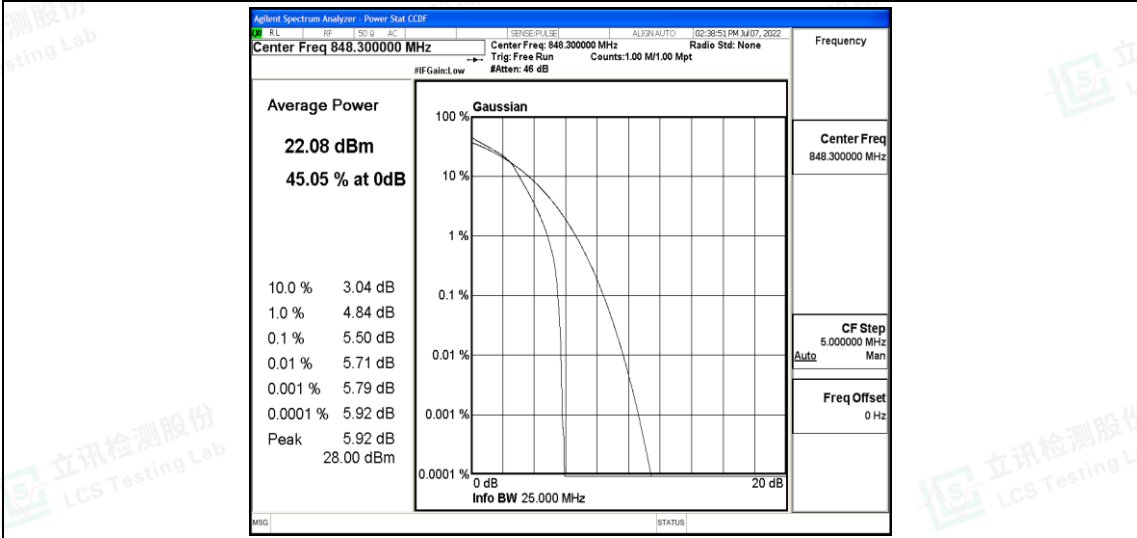 Agilent Spectrum Analyzer - Power Stat CCDF
RL RF 50 Ω AC SENSE:PULSE ALIGN AUTO 02:38:51 PM Jul 07, 2022
Center Freq 848.300000 MHz
Center Freq: 848.300000 MHz Radio Std: None
Trig: Free Run Counts:1.00 M/1.00 Mpt
#IFGain:Low #Atten: 46 dB
Frequency
Average Power
22.08 dBm
45.05 % at 0dB
10.0 % 3.04 dB
1.0 % 4.84 dB
0.1 % 5.50 dB
0.01 % 5.71 dB
0.001 % 5.79 dB
0.0001 % 5.92 dB
Peak 5.92 dB
28.00 dBm
Gaussian
100 %
10 %
1 %
0.1 %
0.01 %
0.001 %
0.0001 %
0 dB 20 dB
Info BW 25.000 MHz
Center Freq
848.300000 MHz
CF Step
5.000000 MHz
Auto Man
Freq Offset
0 Hz
MSG STATUS
立讯检测股份
LCS Testing Lab
立讯检测股份
LCS Testing L